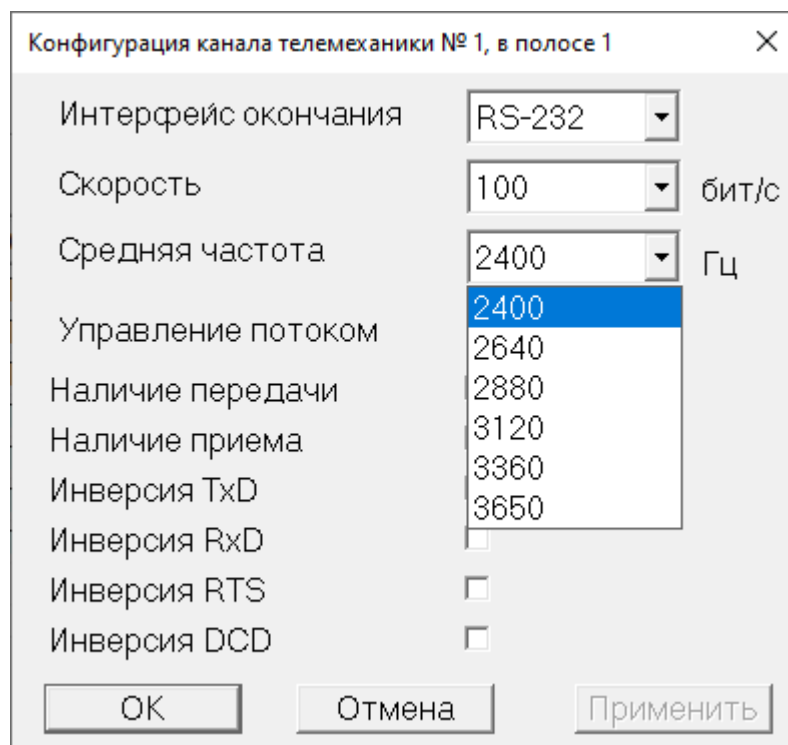 Конфигурация канала телемеханики № 1, в полосе 1
Интерфейс окончания RS-232
Скорость 100 бит/с
Средняя частота 2400 Гц
2400
Управление потоком
2640
2880
Наличие передачи
3120
Наличие приема
3360
Инверсия TxD
3650
Инверсия RxD
Инверсия RTS
Инверсия DCD
OK Отмена Применить